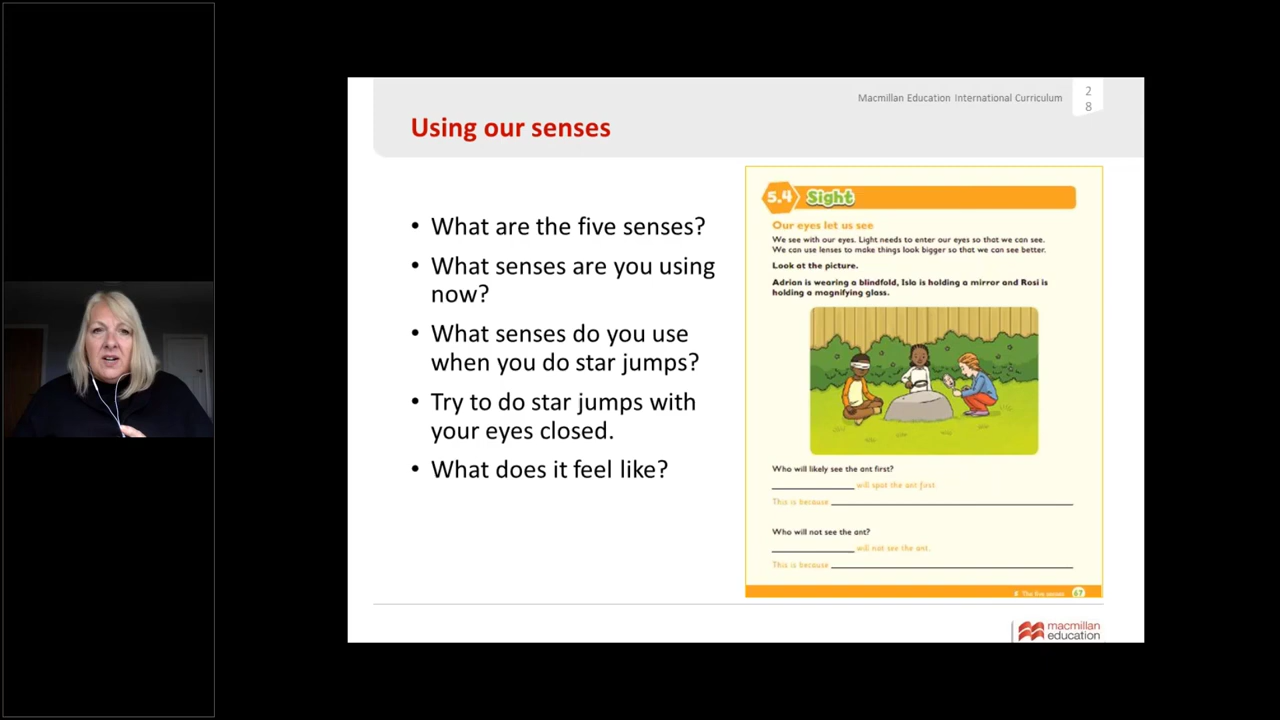 Macmillan Education International Curriculum
2
8
Using our senses
• What are the five senses?
• What senses are you using
now?
• What senses do you use
when you do star jumps?
• Try to do star jumps with
your eyes closed.
• What does it feel like?
5.4 Sight
Our eyes let us see
We see with our eyes. Light needs to enter our eyes so that we can see.
We can use lenses to make things look bigger so that we can see better.
Look at the picture.
Adrian is wearing a blindfold, Isla is holding a mirror and Rosi is
holding a magnifying glass.
Who will likely see the ant first?
will spot the ant first.
This is because
Who will not see the ant?
will not see the ant.
This is because
The five senses 67
macmillan
education